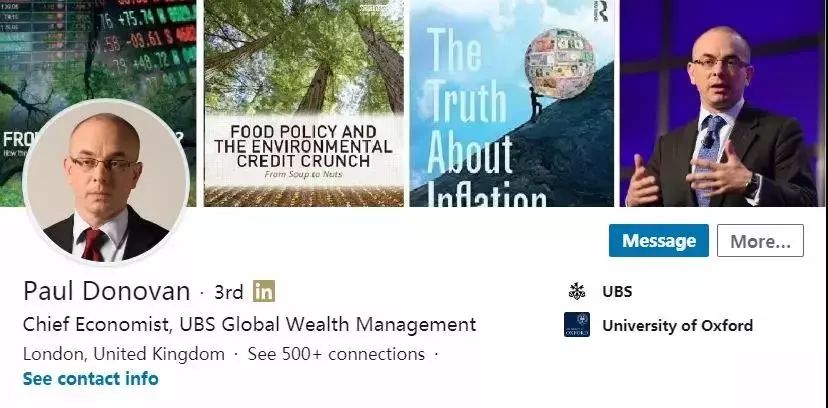 FOOD POLICY AND
THE ENVIRONMENTAL
CREDIT CRUNCH
From Soup to Nuts
The
Truth
About
Inflation
Message
More...
Paul Donovan · 3rd in
Chief Economist, UBS Global Wealth Management
London, United Kingdom · See 500+ connections ·
See contact info
UBS
University of Oxford